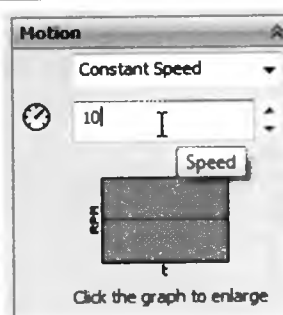 Motion
Constant Speed
10
Speed
RPM
t
Click the graph to enlarge